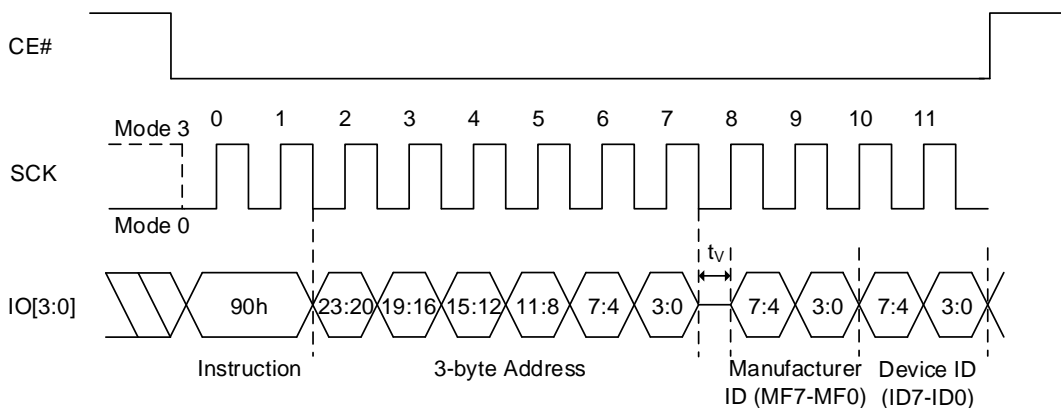 CE#
0 1 2 3 4 5 6 7 8 9 10 11
Mode 3
SCK
Mode 0
tV
IO[3:0]
90h 23:20 19:16 15:12 11:8 7:4 3:0 7:4 3:0 7:4 3:0
Instruction 3-byte Address Manufacturer Device ID
ID (MF7-MF0) (ID7-ID0)